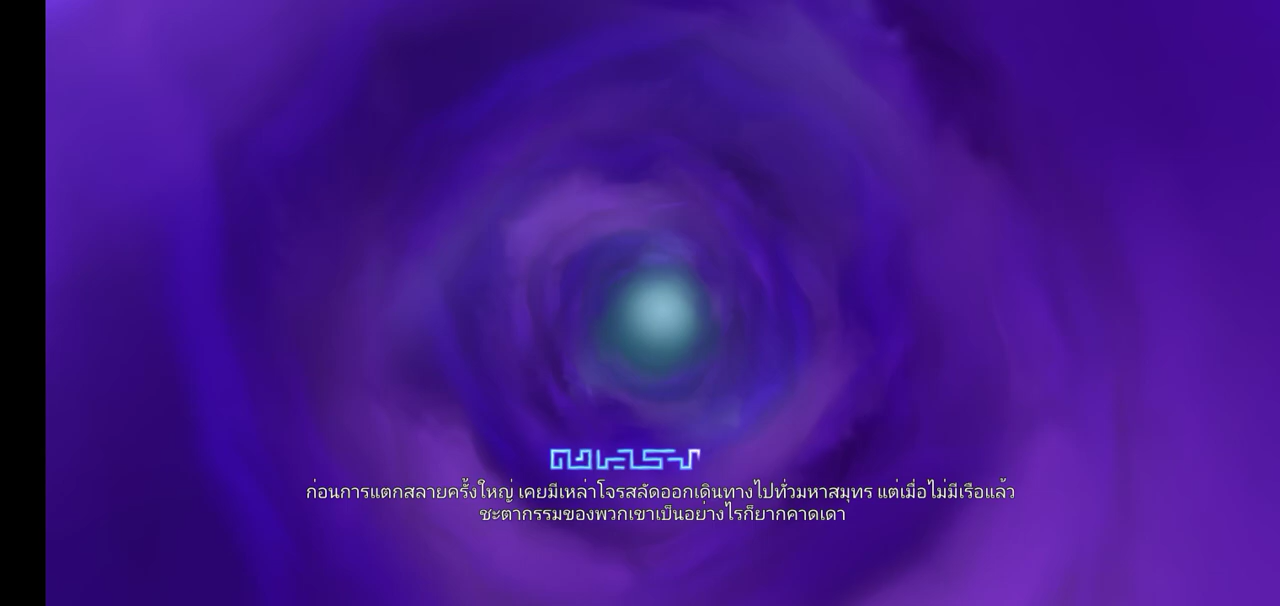 ก่อนการแตกสลายครั้งใหญ่ เคยมีเหล่าโจรสลัดออกเดินทางไปทั่วมหาสมุทร แต่เมื่อไม่มีเรือแล้ว
ชะตากรรมของพวกเขาเป็นอย่างไรก็ยากคาดเดา